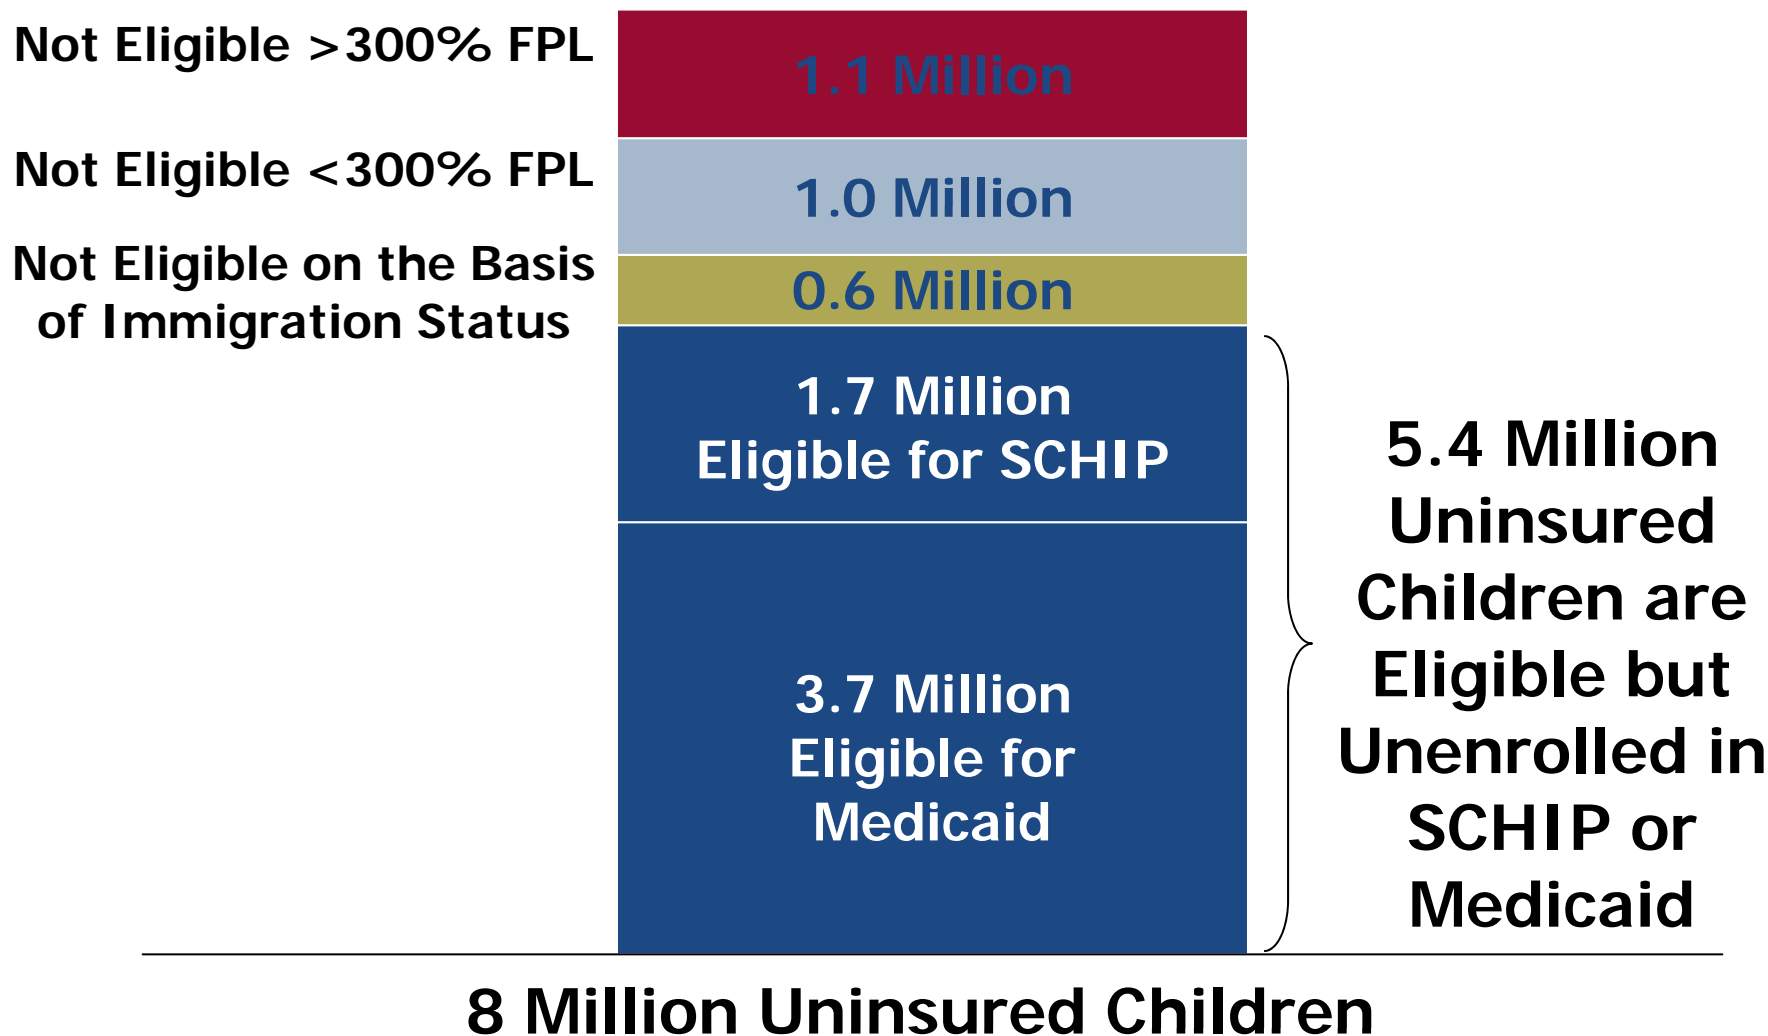 Not Eligible >300% FPL
1.1 Million
Not Eligible <300% FPL
1.0 Million
Not Eligible on the Basis
of Immigration Status
0.6 Million
1.7 Million
Eligible for SCHIP
3.7 Million
Eligible for
Medicaid
5.4 Million
Uninsured
Children are
Eligible but
Unenrolled in
SCHIP or
Medicaid
8 Million Uninsured Children